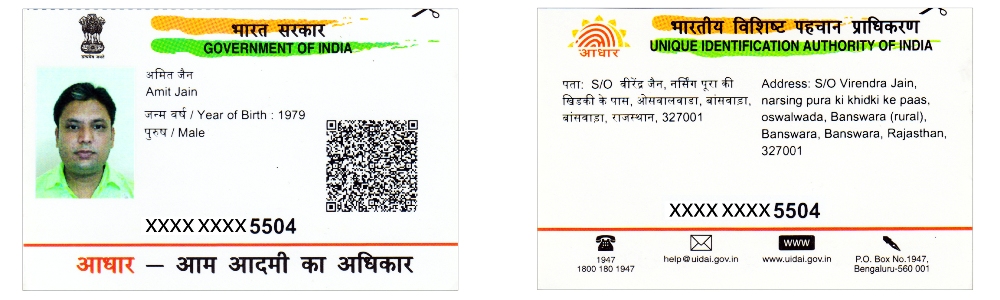 भारत सरकार
GOVERNMENT OF INDIA
अमित जैन
Amit Jain
जन्म वर्ष / Year of Birth : 1979
पुरुष / Male
XXXX XXXX 5504
आधार – आम आदमी का अधिकार
भारतीय विशिष्ट पहचान प्राधिकरण
UNIQUE IDENTIFICATION AUTHORITY OF INDIA
आधार
पता: S/O वीरेंद्र जैन, नर्सिंग पूरा की
खिडकी के पास, ओसवालवाडा, बांसवाड़ा,
बांसवाड़ा, राजस्थान, 327001
Address: S/O Virendra Jain,
narsing pura ki khidki ke paas,
oswalwada, Banswara (rural),
Banswara, Banswara, Rajasthan,
327001
XXXX XXXX 5504
1947
1800 180 1947
help@uidai.gov.in
www
www.uidai.gov.in
P.O. Box No.1947,
Bengaluru-560 001